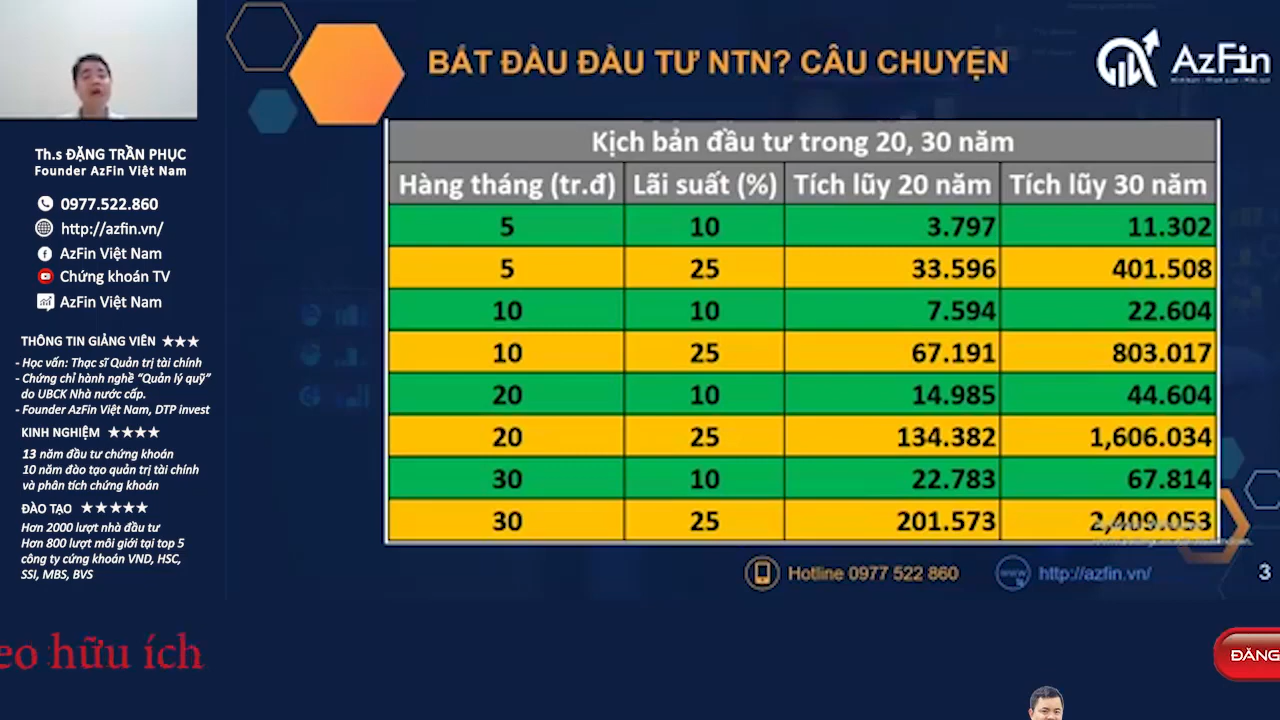 BẮT ĐẦU ĐẦU TƯ NTN? CÂU CHUYỆN
AzFin
Th.s ĐẶNG TRẦN PHỤC
Founder AzFin Việt Nam
0977.522.860
http://azfin.vn/
AzFin Việt Nam
Chứng khoán TV
AzFin Việt Nam
THÔNG TIN GIẢNG VIÊN ★★★
- Học vấn: Thạc sĩ Quản trị tài chính
- Chứng chỉ hành nghề "Quản lý quỹ"
do UBCK Nhà nước cấp.
- Founder AzFin Việt Nam, DTP invest
KINH NGHIỆM ★★★★
13 năm đầu tư chứng khoán
10 năm đào tạo quản trị tài chính
và phân tích chứng khoán
ĐÀO TẠO ★★★★★
Hơn 2000 lượt nhà đầu tư
Hơn 800 lượt môi giới tại top 5
công ty cứng khoán VND, HSC,
SSI, MBS, BVS
Kịch bản đầu tư trong 20, 30 năm
Hàng tháng (tr.đ) Lãi suất (%) Tích lũy 20 năm Tích lũy 30 năm
5 10 3.797 11.302
5 25 33.596 401.508
10 10 7.594 22.604
10 25 67.191 803.017
20 10 14.985 44.604
20 25 134.382 1,606.034
30 10 22.783 67.814
30 25 201.573 2,409.053
Hotline 0977 522 860 www http://azfin.vn/ 3
eo hữu ích
ĐĂNG